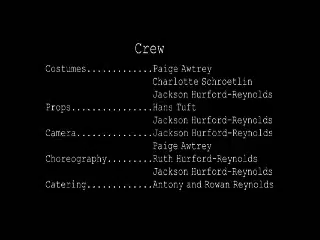 Crew
Costumes.............Paige Awtrey
Charlotte Schroetlin
Jackson Hurford-Reynolds
Props................Hans Tuft
Jackson Hurford-Reynolds
Camera...............Jackson Hurford-Reynolds
Paige Awtrey
Choreography.........Ruth Hurford-Reynolds
Jackson Hurford-Reynolds
Catering.............Antony and Rowan Reynolds